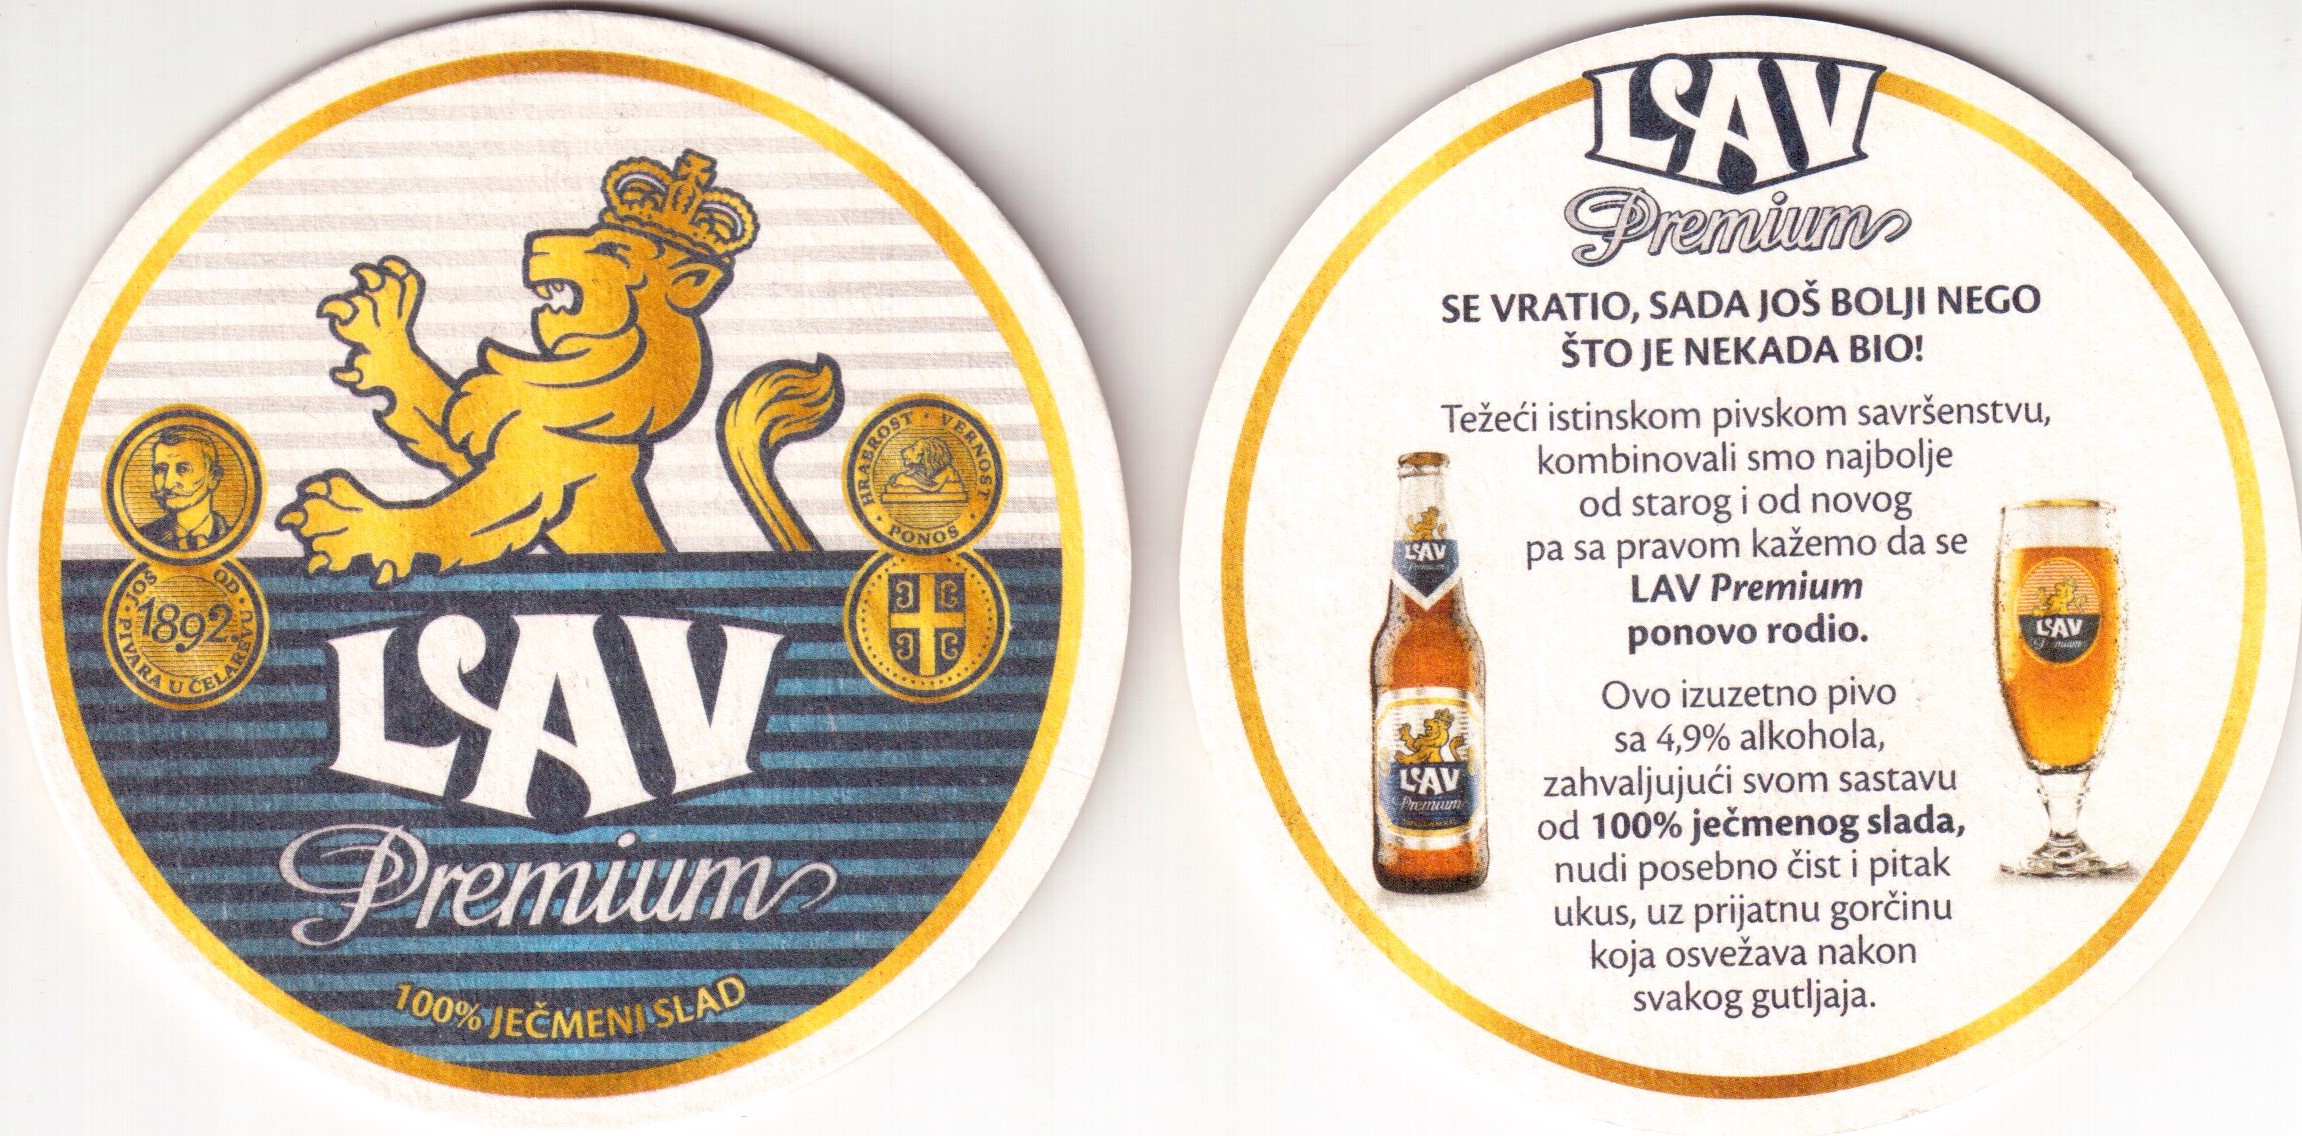 HRABROST · VERNOST · PONOS ·
JOŠ OD
1892.
PIVARA U ČELAREVU
LAV
Premium
100% JEČMENI SLAD
LAV
Premium
SE VRATIO, SADA JOŠ BOLJI NEGO
ŠTO JE NEKADA BIO!
Težeći istinskom pivskom savršenstvu,
kombinovali smo najbolje
od starog i od novog
pa sa pravom kažemo da se
LAV Premium
ponovo rodio.
Ovo izuzetno pivo
sa 4,9% alkohola,
zahvaljujući svom sastavu
od 100% ječmenog slada,
nudi posebno čist i pitak
ukus, uz prijatnu gorčinu
koja osvežava nakon
svakog gutljaja.
LAV
Premium
LAV
Premium
LAV
Premium